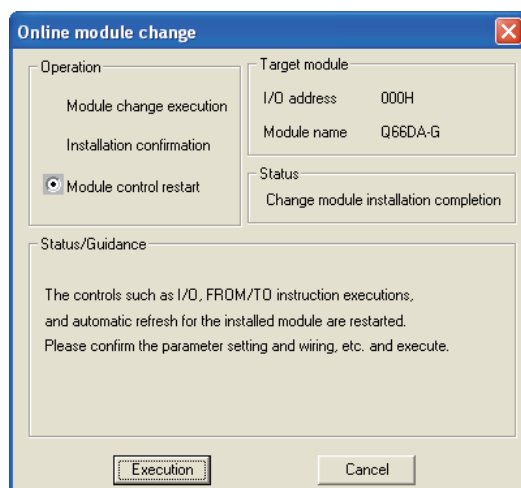 Online module change
Operation
Module change execution
Installation confirmation
Module control restart
Target module
I/O address 000H
Module name Q66DA-G
Status
Change module installation completion
Status/Guidance
The controls such as I/O, FROM/TO instruction executions,
and automatic refresh for the installed module are restarted.
Please confirm the parameter setting and wiring, etc. and execute.
Execution Cancel